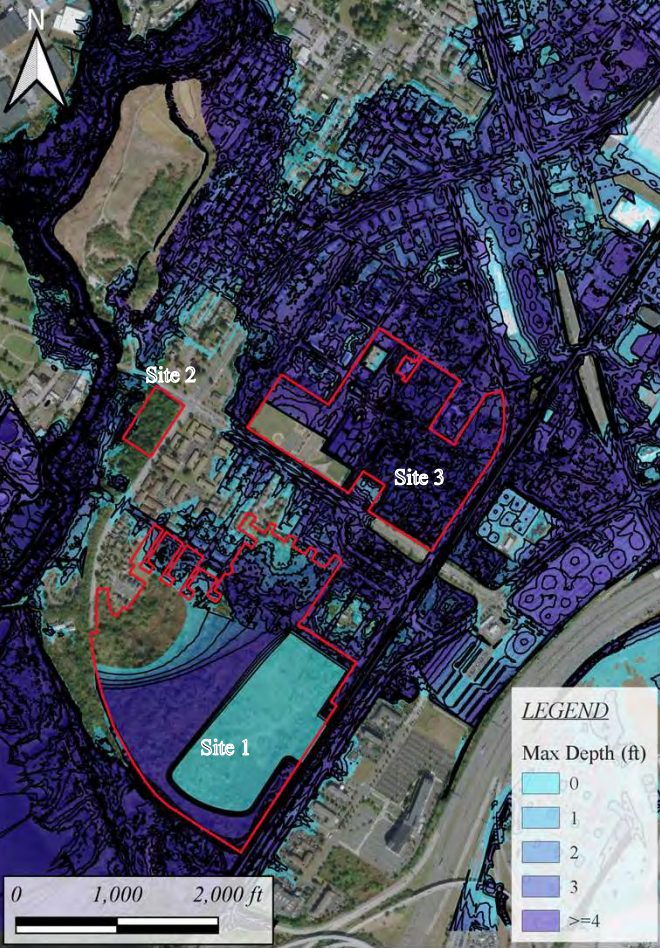 N
Site 2
Site 3
Site 1
LEGEND
Max Depth (ft)
0
1
2
3
>=4
0 1,000 2,000 ft